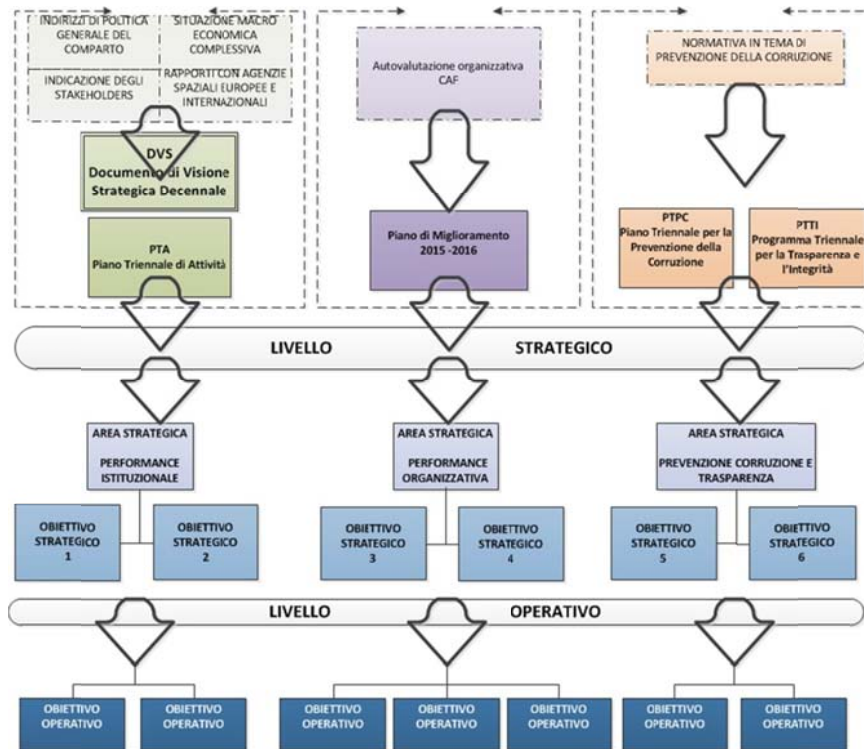 INDIRIZZI DI POLITICA
GENERALE DEL
COMPARTO
SITUAZIONE MACRO
ECONOMICA
COMPLESSIVA
INDICAZIONE DEGLI
STAKEHOLDERS
RAPPORTI CON AGENZIE
SPAZIALI EUROPEE E
INTERNAZIONALI
DVS
Documento di Visione
Strategica Decennale
PTA
Piano Triennale di Attività
Autovalutazione organizzativa
CAF
Piano di Miglioramento
2015 -2016
NORMATIVA IN TEMA DI
PREVENZIONE DELLA CORRUZIONE
PTPC
Piano Triennale per la
Prevenzione della
Corruzione
PTTI
Programma Triennale
per la Trasparenza e
l'Integrità
LIVELLO STRATEGICO
AREA STRATEGICA
PERFORMANCE
ISTITUZIONALE
AREA STRATEGICA
PERFORMANCE
ORGANIZZATIVA
AREA STRATEGICA
PREVENZIONE CORRUZIONE E
TRASPARENZA
OBIETTIVO
STRATEGICO
1
OBIETTIVO
STRATEGICO
2
OBIETTIVO
STRATEGICO
3
OBIETTIVO
STRATEGICO
4
OBIETTIVO
STRATEGICO
5
OBIETTIVO
STRATEGICO
6
LIVELLO OPERATIVO
OBIETTIVO
OPERATIVO
OBIETTIVO
OPERATIVO
OBIETTIVO
OPERATIVO
OBIETTIVO
OPERATIVO
OBIETTIVO
OPERATIVO
OBIETTIVO
OPERATIVO
OBIETTIVO
OPERATIVO